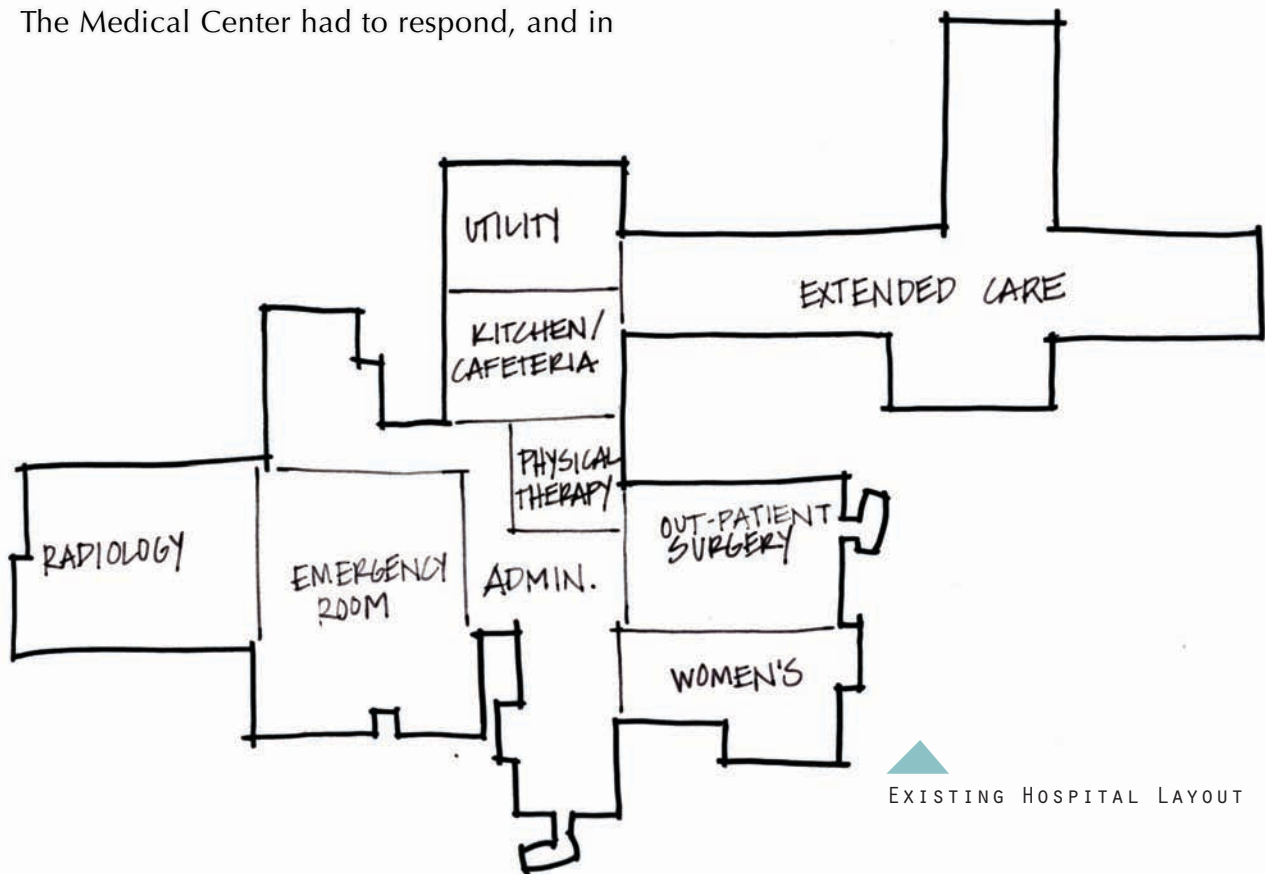 The Medical Center had to respond, and in
UTILITY
EXTENDED CARE
KITCHEN/
CAFETERIA
PHYSICAL
THERAPY
OUT-PATIENT
SURGERY
RADIOLOGY
EMERGENCY
ROOM
ADMIN.
WOMEN'S
EXISTING HOSPITAL LAYOUT